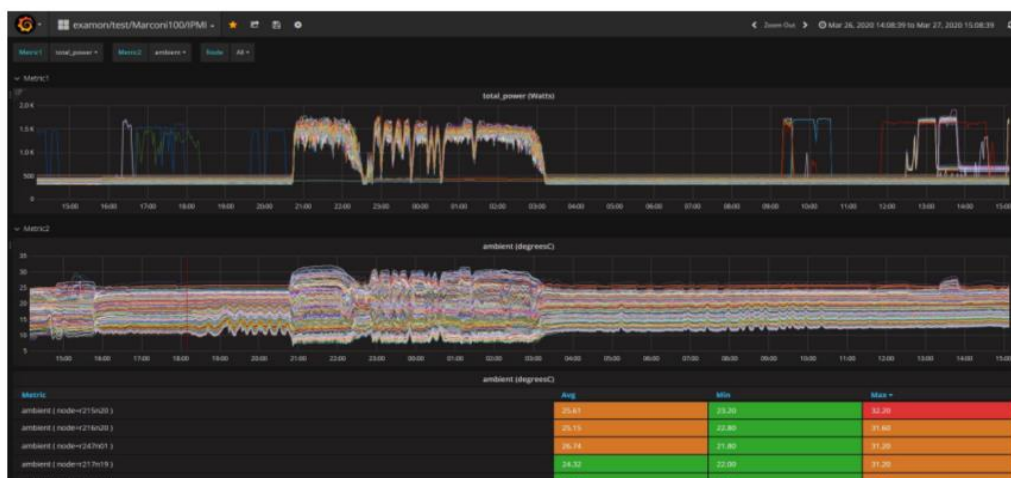 examon/test/Marconi100/IPMI
Zoom Out Mar 26, 2020 14:08:39 to Mar 27, 2020 15:08:39
Metric1 total_power Metric2 ambient Node All
Metric1
total_power (Watts)
2.0 K
1.5 K
1.0 K
500
0
15:00 16:00 17:00 18:00 19:00 20:00 21:00 22:00 23:00 00:00 01:00 02:00 03:00 04:00 05:00 06:00 07:00 08:00 09:00 10:00 11:00 12:00 13:00 14:00 15:00
Metric2
ambient (degreesC)
35
30
25
20
15
10
5
15:00 16:00 17:00 18:00 19:00 20:00 21:00 22:00 23:00 00:00 01:00 02:00 03:00 04:00 05:00 06:00 07:00 08:00 09:00 10:00 11:00 12:00 13:00 14:00 15:00
ambient (degreesC)
Metric Avg Min Max
ambient ( node=r215n20 ) 25.61 23.20 32.20
ambient ( node=r216n20 ) 25.15 22.80 31.60
ambient ( node=r247n01 ) 26.74 21.80 31.20
ambient ( node=r217n19 ) 24.32 22.00 31.20